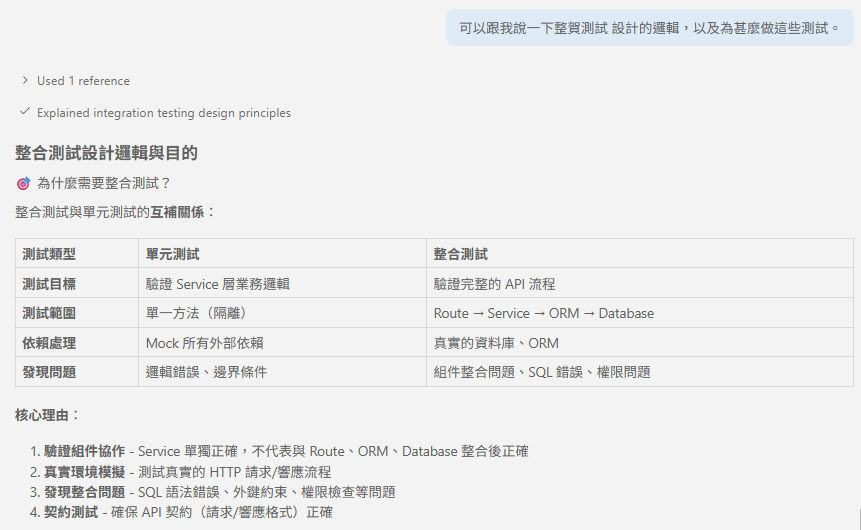 可以跟我說一下整賀測試 設計的邏輯，以及為甚麼做這些測試。
Used 1 reference
Explained integration testing design principles
整合測試設計邏輯與目的
🎯 為什麼需要整合測試？
整合測試與單元測試的互補關係：
測試類型 單元測試 整合測試
測試目標 驗證 Service 層業務邏輯 驗證完整的 API 流程
測試範圍 單一方法（隔離） Route → Service → ORM → Database
依賴處理 Mock 所有外部依賴 真實的資料庫、ORM
發現問題 邏輯錯誤、邊界條件 組件整合問題、SQL 錯誤、權限問題
核心理由：
1. 驗證組件協作 - Service 單獨正確，不代表與 Route、ORM、Database 整合後正確
2. 真實環境模擬 - 測試真實的 HTTP 請求/響應流程
3. 發現整合問題 - SQL 語法錯誤、外鍵約束、權限檢查等問題
4. 契約測試 - 確保 API 契約（請求/響應格式）正確